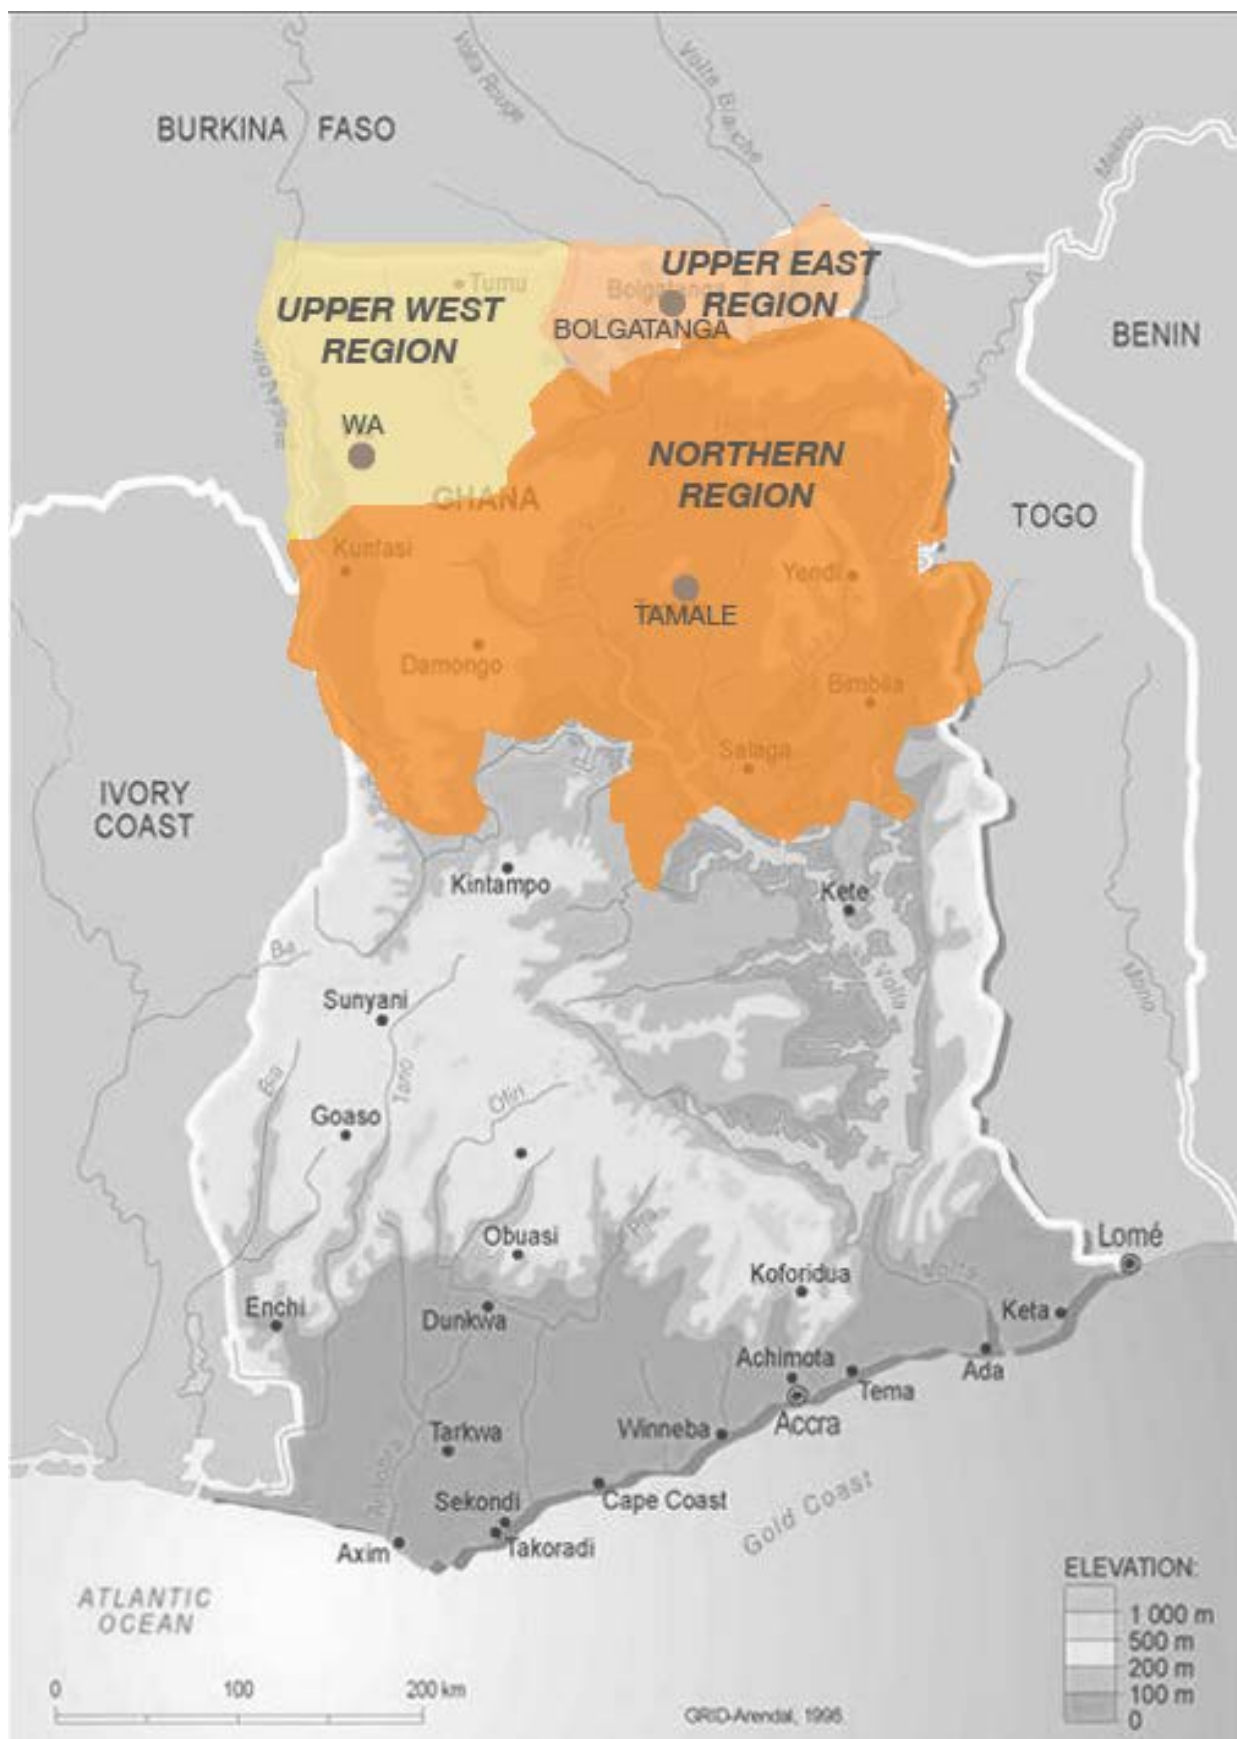 Volta Rouge
Volta Blanche
BURKINA FASO
UPPER EAST
REGION
Bolgatanga
BOLGATANGA
Tumu
UPPER WEST
REGION
BENIN
WA
NORTHERN
REGION
GHANA
TOGO
Yendi
TAMALE
Damongo
Bimbila
Salaga
IVORY
COAST
Kintampo
Kete
Volta
Mono
Sunyani
Tano
Goaso
Ofin
Obuasi
Pra
Koforidua
Lomé
Volta
Enchi
Dunkwa
Keta
Achimota
Ada
Tema
Accra
Tarkwa
Winneba
Cape Coast
Sekondi
Takoradi
Axim
Gold Coast
ATLANTIC
OCEAN
ELEVATION:
1 000 m
500 m
200 m
100 m
0
0 100 200 km
GRID-Arendal, 1996